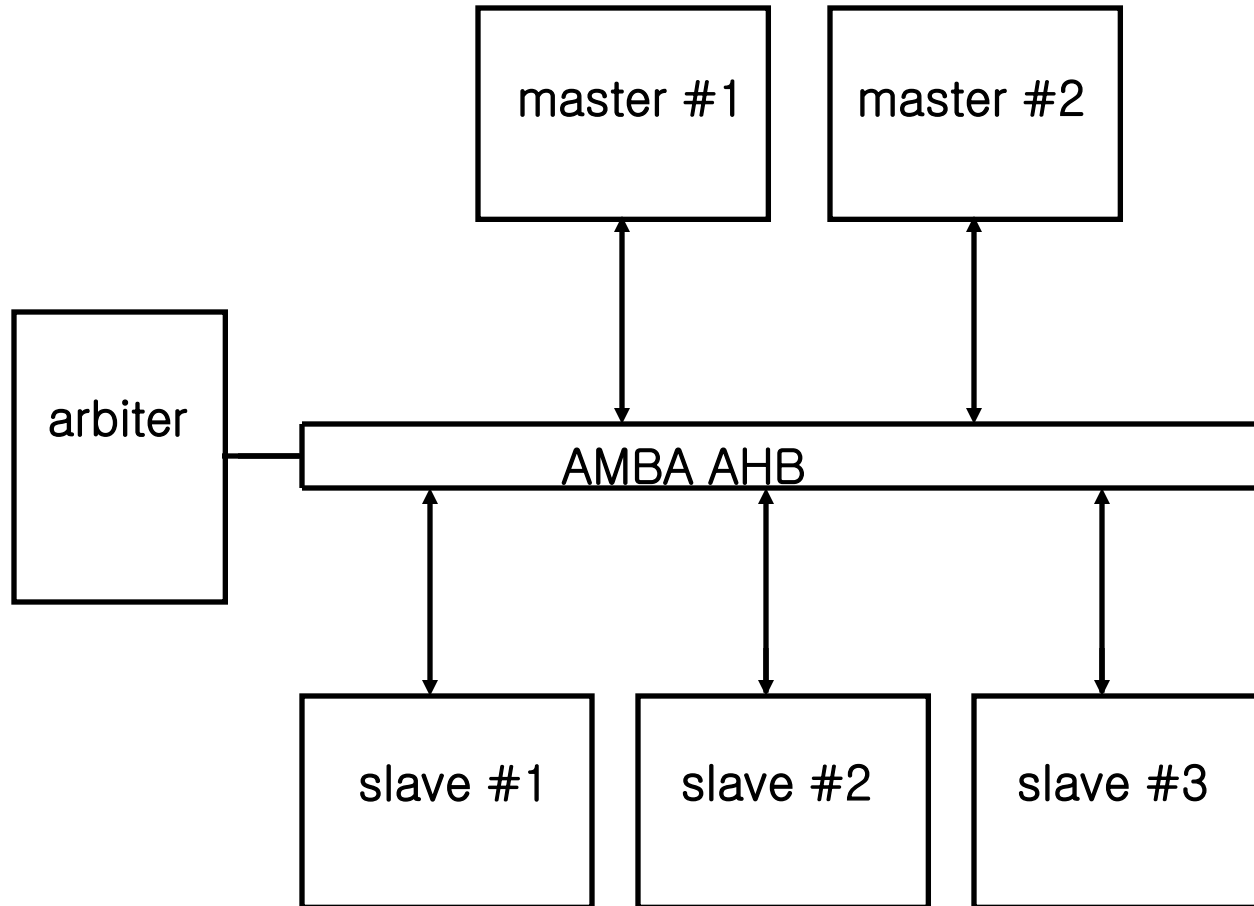 master #1
master #2
arbiter
AMBA AHB
slave #1
slave #2
slave #3